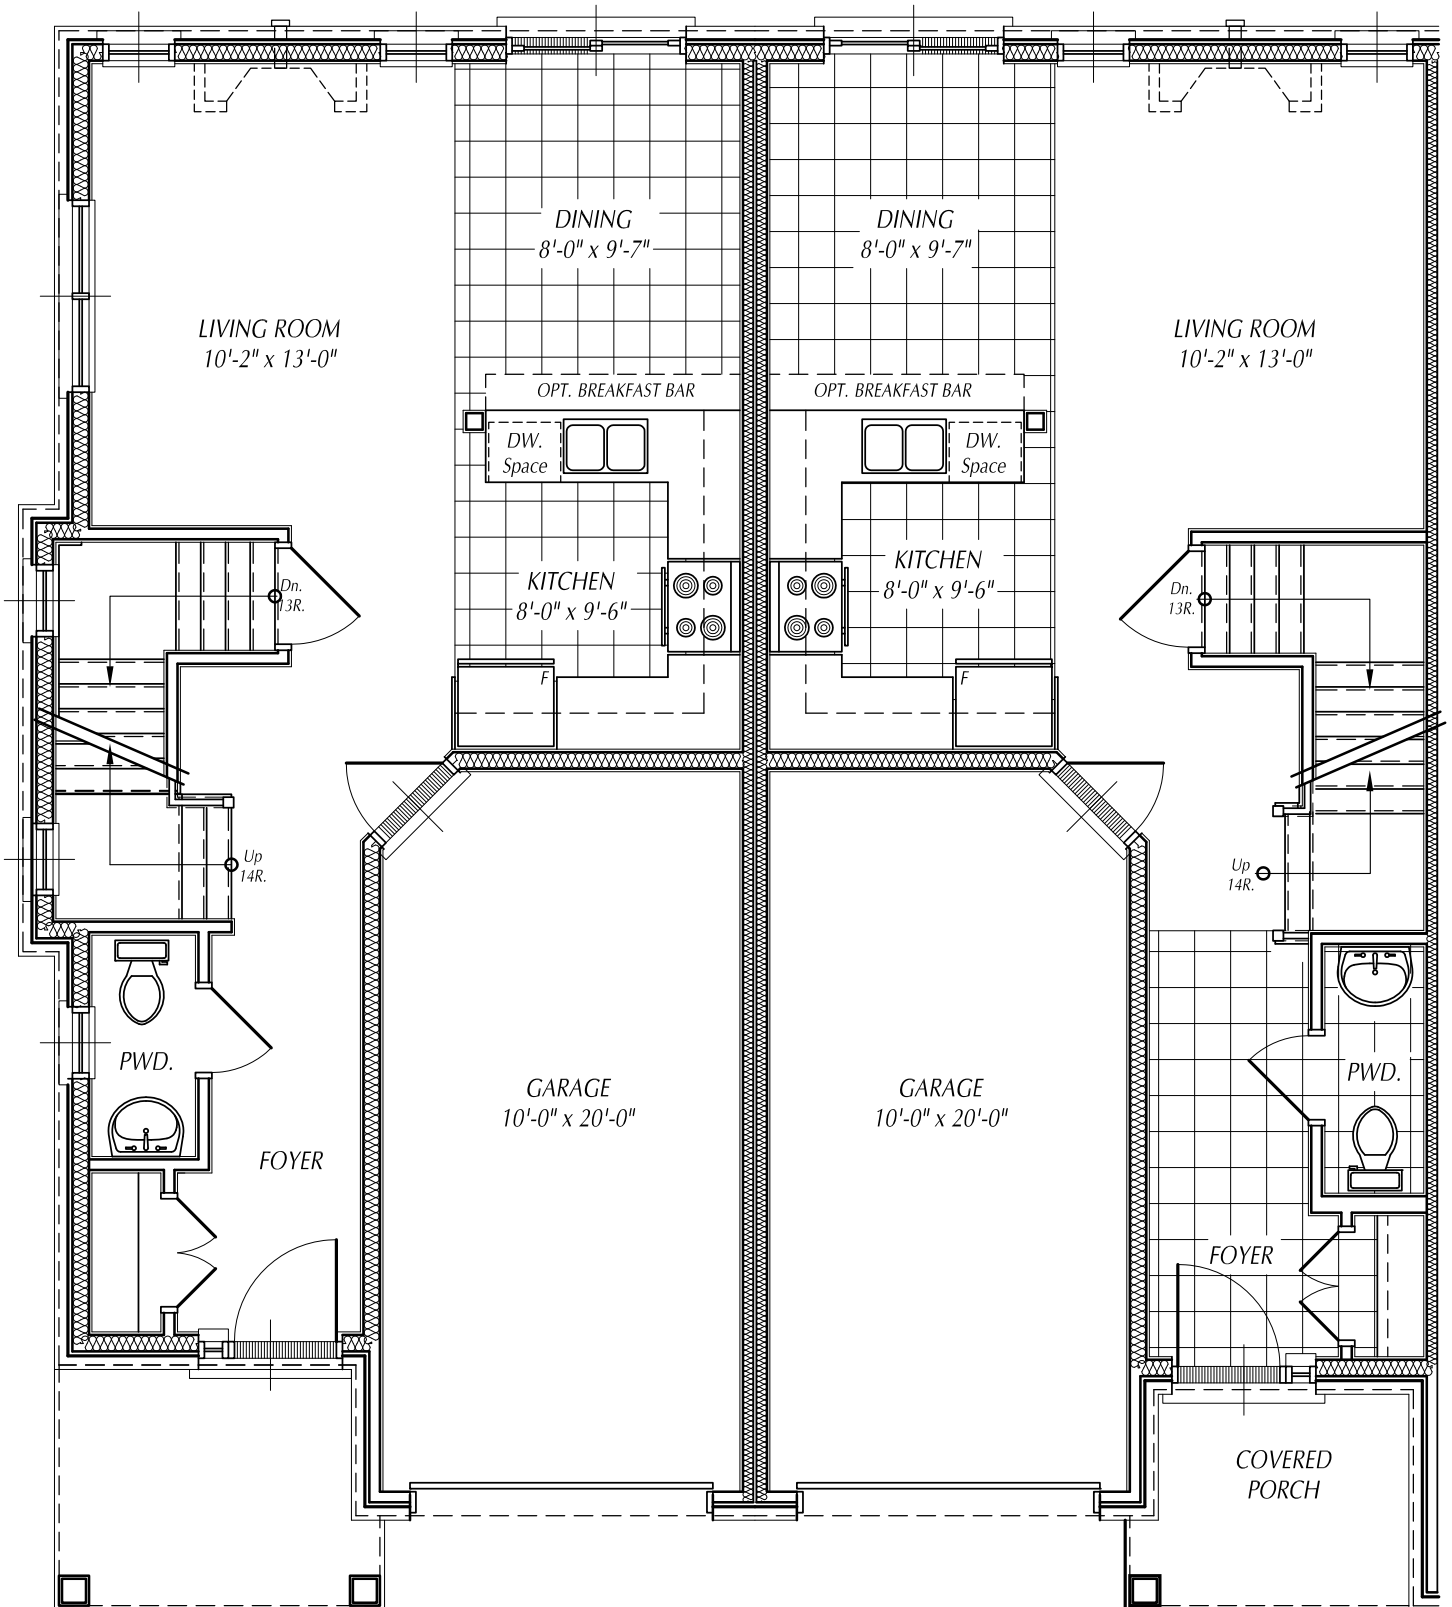 DINING
8'-0" x 9'-7"
DINING
8'-0" x 9'-7"
LIVING ROOM
10'-2" x 13'-0"
LIVING ROOM
10'-2" x 13'-0"
OPT. BREAKFAST BAR
OPT. BREAKFAST BAR
DW.
Space
DW.
Space
KITCHEN
8'-0" x 9'-6"
KITCHEN
8'-0" x 9'-6"
Dn.
13R.
Dn.
13R.
F
F
Up
14R.
Up
14R.
PWD.
PWD.
GARAGE
10'-0" x 20'-0"
GARAGE
10'-0" x 20'-0"
FOYER
FOYER
COVERED
PORCH